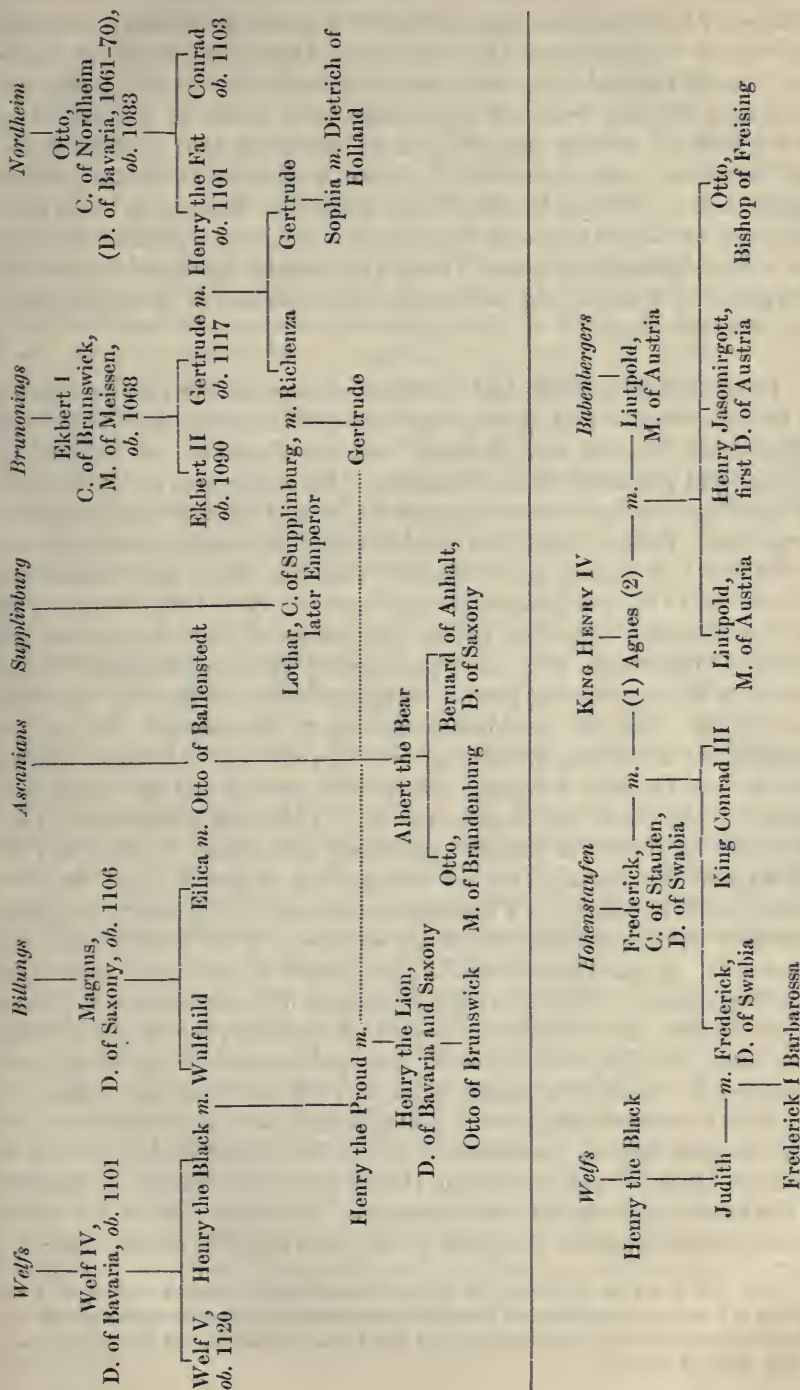 Welfs Billungs Ascanians Supplinburg Brunonings Nordheim
Welf IV,
D. of Bavaria, ob. 1101
Magnus,
D. of Saxony, ob. 1106
Ekbert I
C. of Brunswick,
M. of Meissen,
ob. 1068
Otto,
C. of Nordheim
(D. of Bavaria, 1061-70),
ob. 1083
Welf V,
ob. 1120
Henry the Black m. Wulfhild
Eilica m. Otto of Ballenstedt
Ekbert II
ob. 1090
Gertrude m. Henry the Fat
ob. 1117 ob. 1101
Conrad
ob. 1103
Lothar, C. of Supplinburg, m. Richenza
later Emperor
Gertrude
Sophia m. Dietrich of
Holland
Henry the Proud m. Gertrude
Albert the Bear
Henry the Lion,
D. of Bavaria and Saxony
Otto,
M. of Brandenburg
Bernard of Anhalt,
D. of Saxony
Otto of Brunswick
Welfs Hohenstaufen KING HENRY IV Babenbergers
Henry the Black
Frederick, — m. — (1) Agnes (2) — m. — Liutpold,
C. of Staufen,
D. of Swabia
M. of Austria
Judith — m. Frederick,
D. of Swabia
King Conrad III
Liutpold,
M. of Austria
Henry Jasomirgott,
first D. of Austria
Otto,
Bishop of Freising
Frederick I Barbarossa